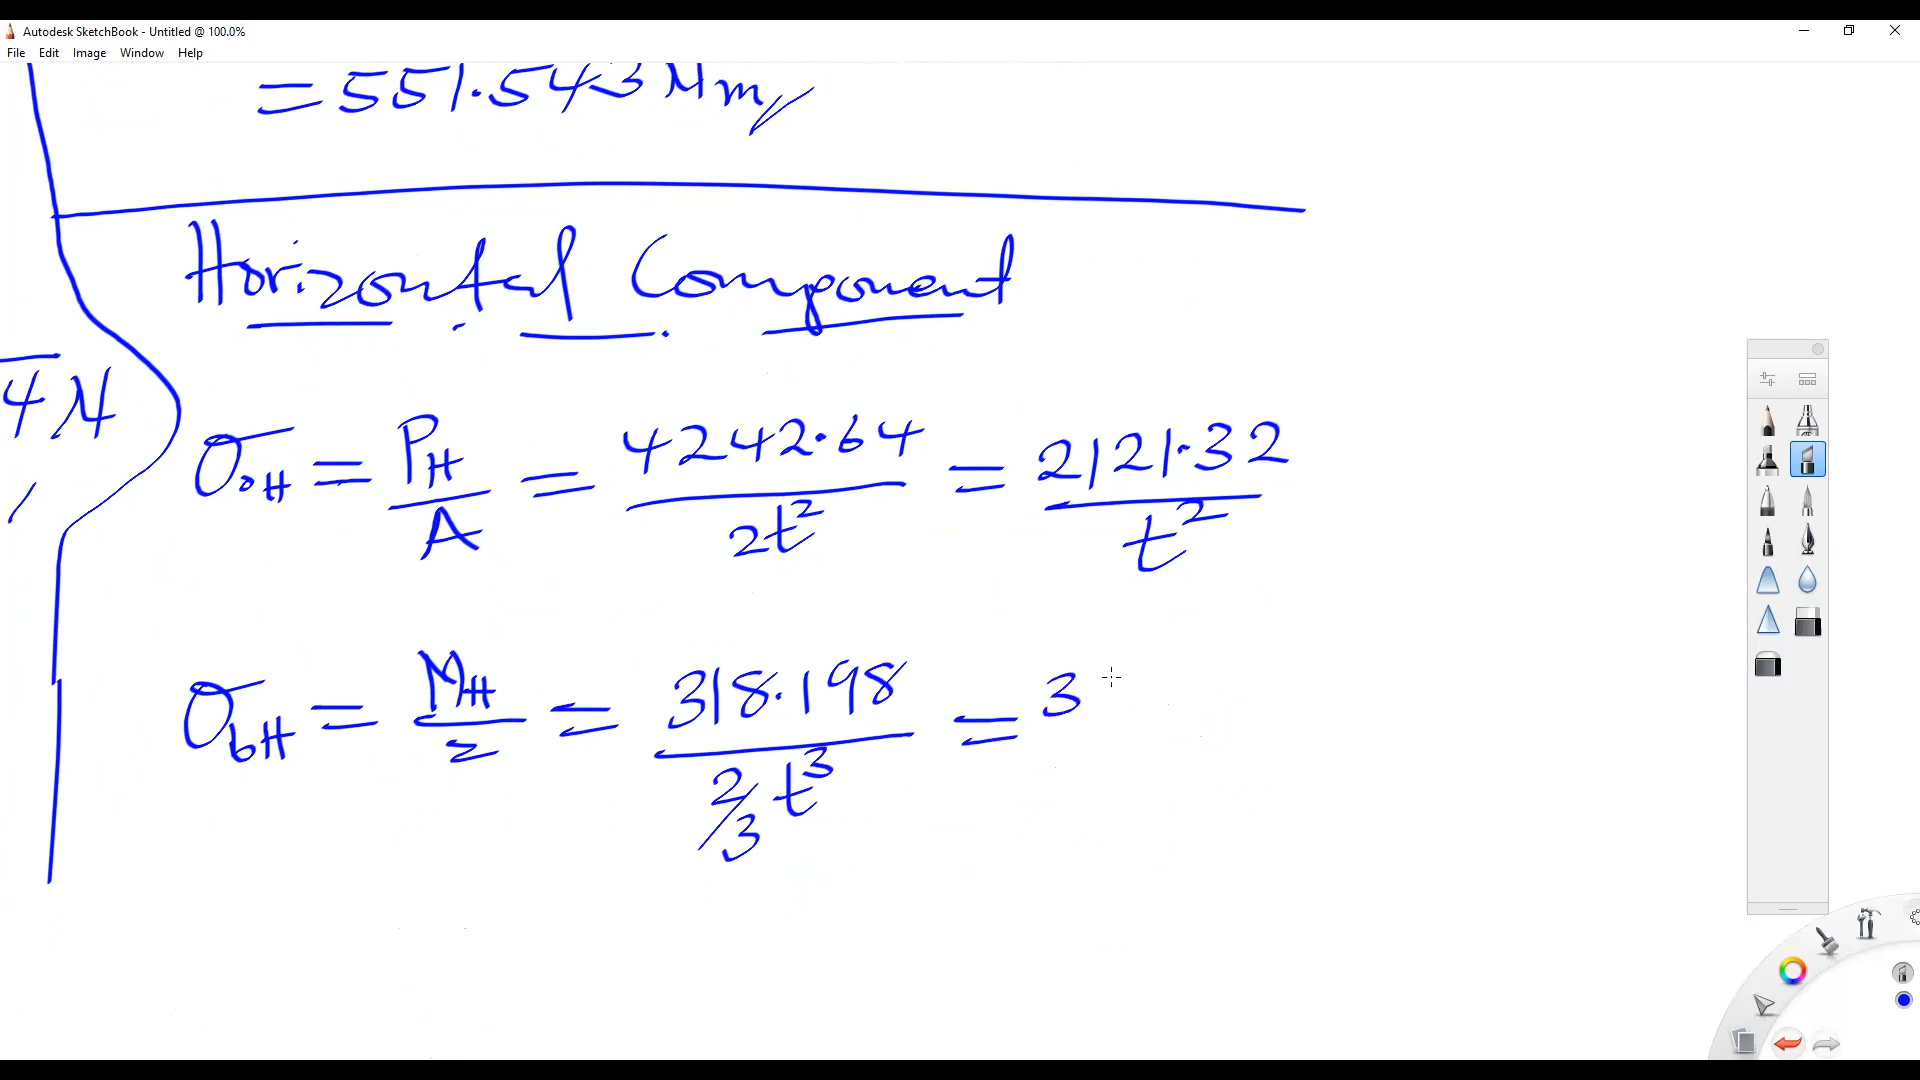 Autodesk SketchBook - Untitled @ 100.0%
File Edit Image Window Help
= 551.543 Nm
Horizontal Component
4 N
σoH = PH/A = 4242.64/2t² = 2121.32/t²
σbH = MH/z = 318.198/(2/3 t³) = 3